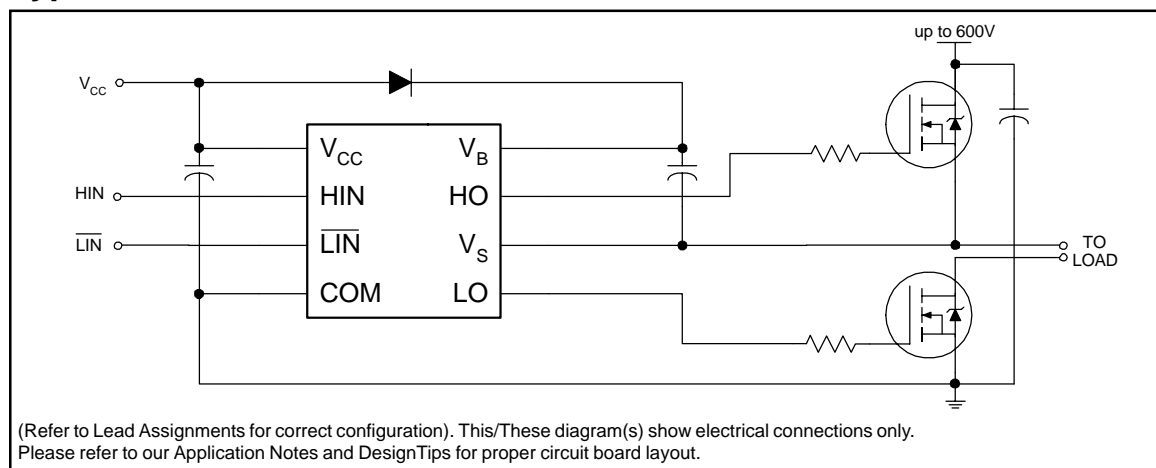 up to 600V
VCC
VCC
VB
HIN
HIN
HO
LIN
LIN
VS
TO
LOAD
COM
LO
(Refer to Lead Assignments for correct configuration). This/These diagram(s) show electrical connections only.
Please refer to our Application Notes and DesignTips for proper circuit board layout.